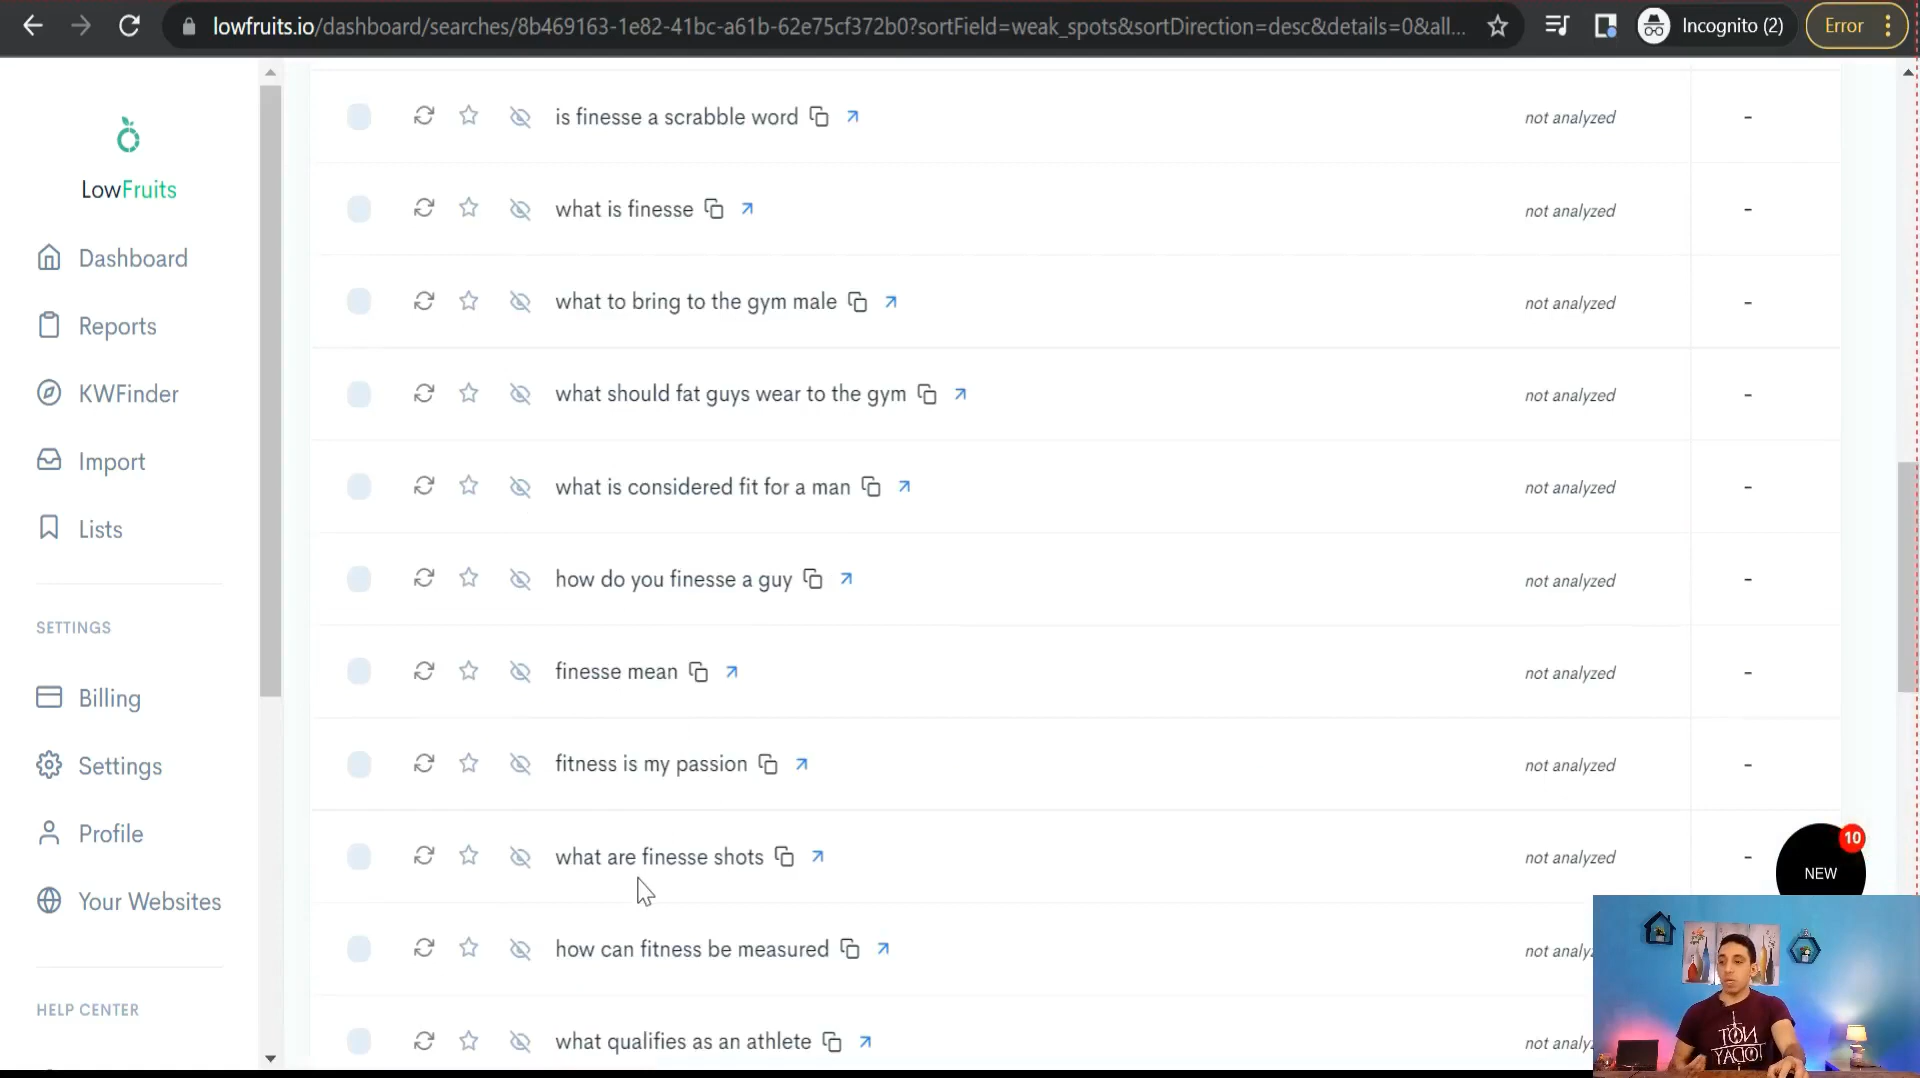 lowfruits.io/dashboard/searches/8b469163-1e82-41bc-a61b-62e75cf372b0?sortField=weak_spots&sortDirection=desc&details=0&all...
Incognito (2)
Error
LowFruits
Dashboard
Reports
KWFinder
Import
Lists
SETTINGS
Billing
Settings
Profile
Your Websites
HELP CENTER
is finesse a scrabble word not analyzed -
what is finesse not analyzed -
what to bring to the gym male not analyzed -
what should fat guys wear to the gym not analyzed -
what is considered fit for a man not analyzed -
how do you finesse a guy not analyzed -
finesse mean not analyzed -
fitness is my passion not analyzed -
what are finesse shots not analyzed -
how can fitness be measured not analyz
what qualifies as an athlete not analyz
10
NEW
NOT
TODAY